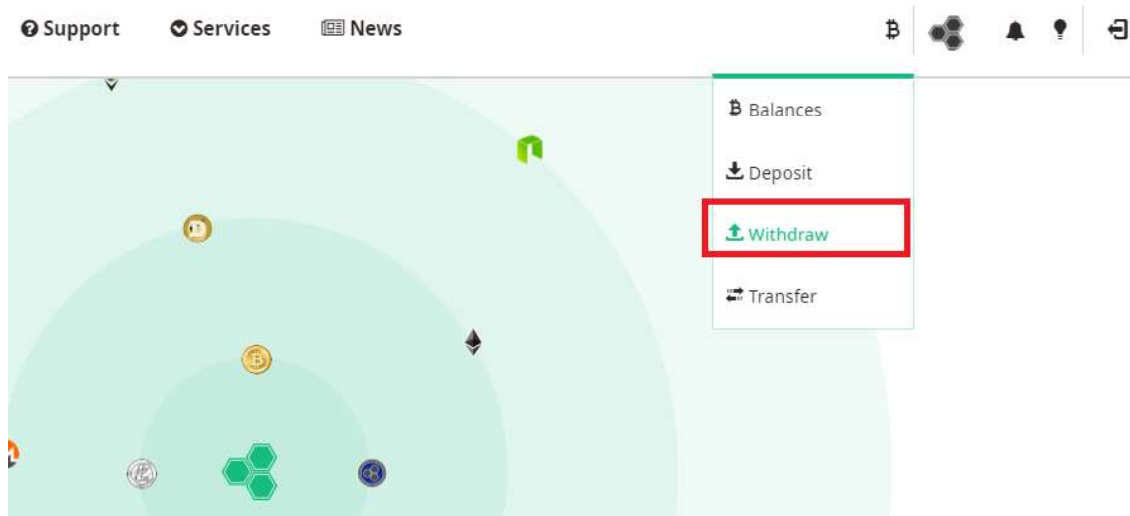 Support Services News
Balances
Deposit
Withdraw
Transfer